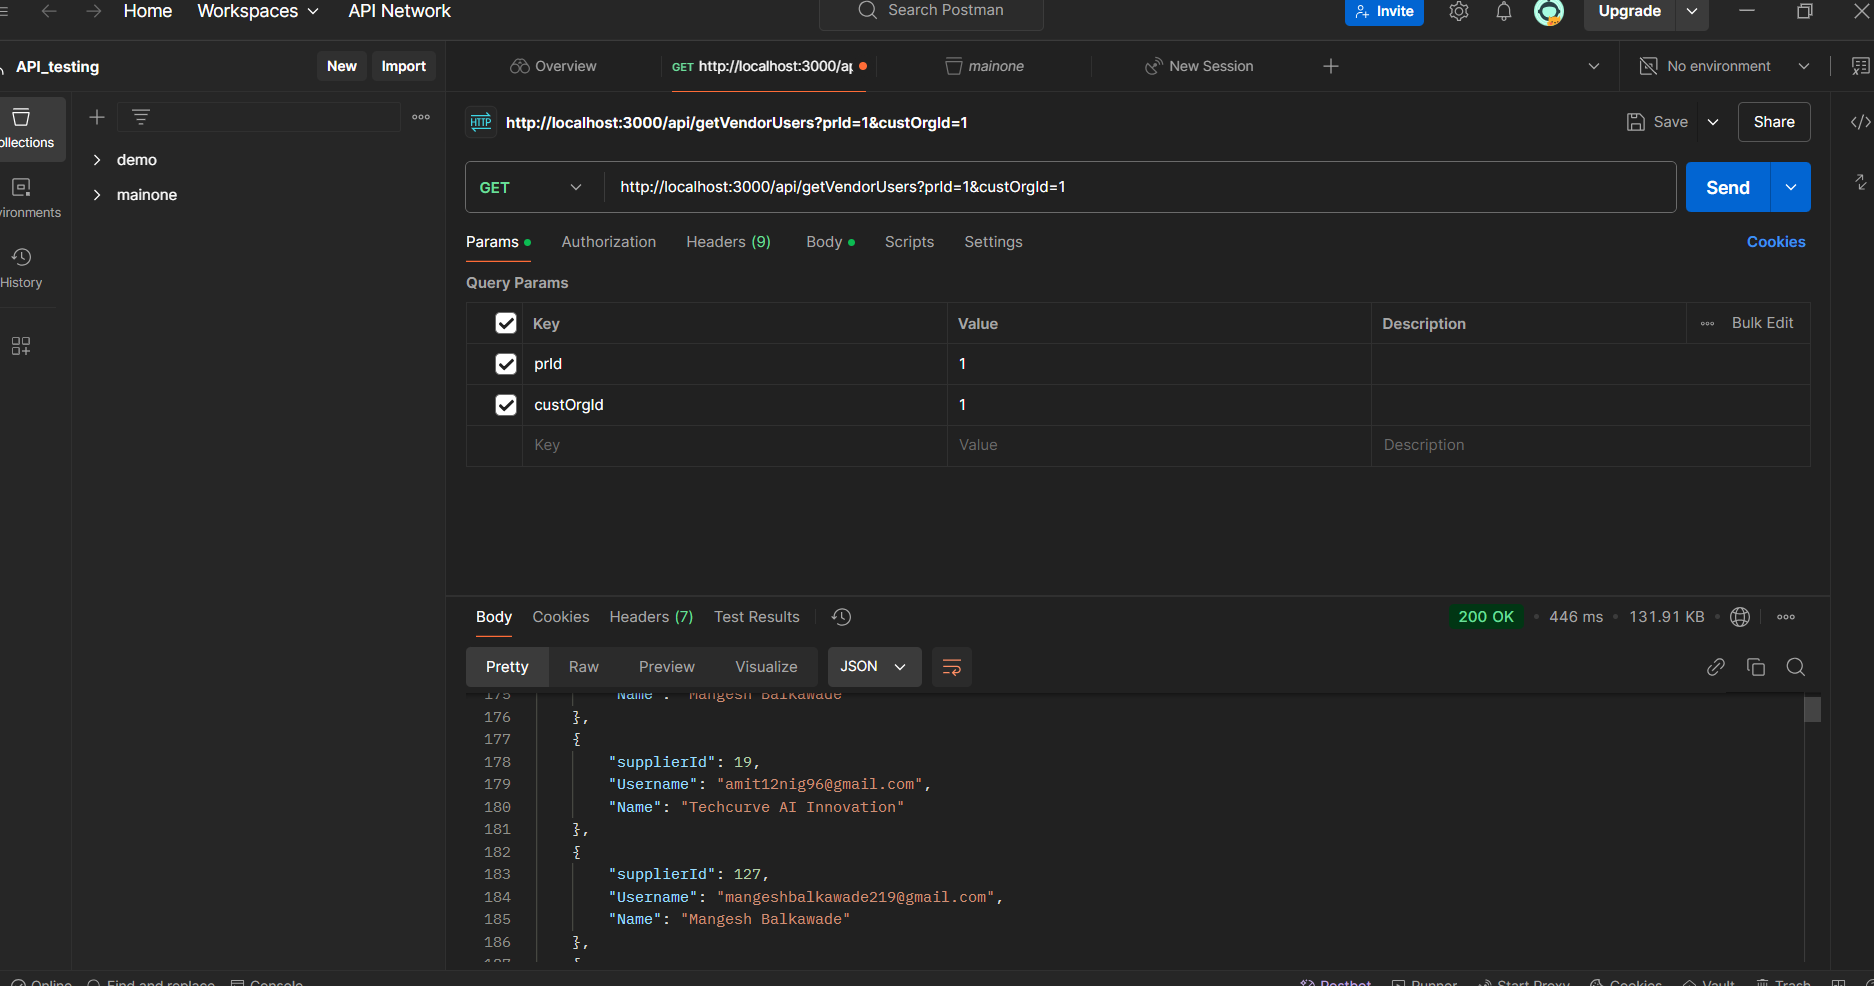 Home Workspaces API Network Search Postman Invite Upgrade
API_testing New Import Overview GET http://localhost:3000/ap mainone New Session No environment
http://localhost:3000/api/getVendorUsers?prId=1&custOrgId=1 Save Share
ollections
demo
mainone
GET http://localhost:3000/api/getVendorUsers?prId=1&custOrgId=1 Send
vironments
Params Authorization Headers (9) Body Scripts Settings Cookies
History
Query Params
Key Value Description Bulk Edit
prId 1
custOrgId 1
Key Value Description
Body Cookies Headers (7) Test Results 200 OK 446 ms 131.91 KB
Pretty Raw Preview Visualize JSON
175 "Name": "Mangesh Balkawade"
176 },
177 {
178 "supplierId": 19,
179 "Username": "amit12nig96@gmail.com",
180 "Name": "Techcurve AI Innovation"
181 },
182 {
183 "supplierId": 127,
184 "Username": "mangeshbalkawade219@gmail.com",
185 "Name": "Mangesh Balkawade"
186 },
187 {
Online Find and replace Console Postbot Runner Start Proxy Cookies Vault Trash